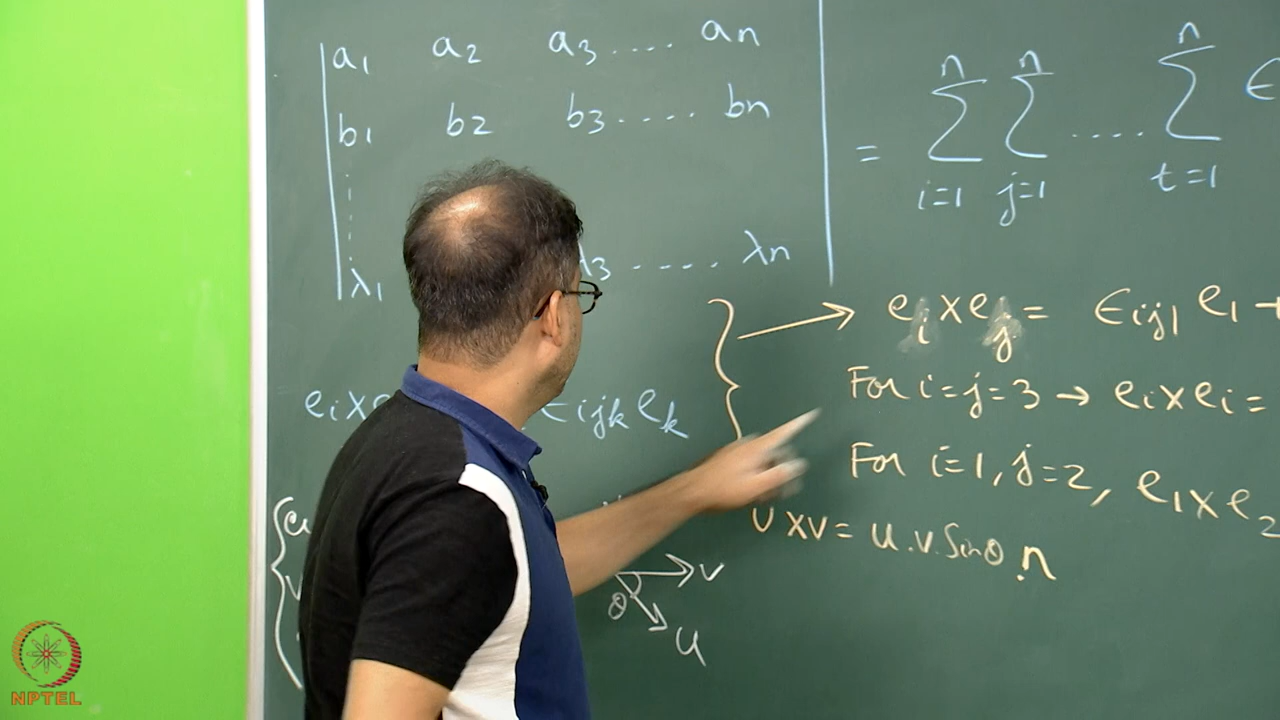 a1 a2 a3 .... an
b1 b2 b3 .... bn
λ1 λ3 .... λn
= n∑i=1 n∑j=1 .... n∑t=1 ϵ
ei x e ϵijk ek
ei x ej = ϵij1 e1 +
For i=j=3 → ei x ei =
For i=1, j=2, e1 x e2
U x V = u.v.Sinθ.n
V
θ
U
NPTEL